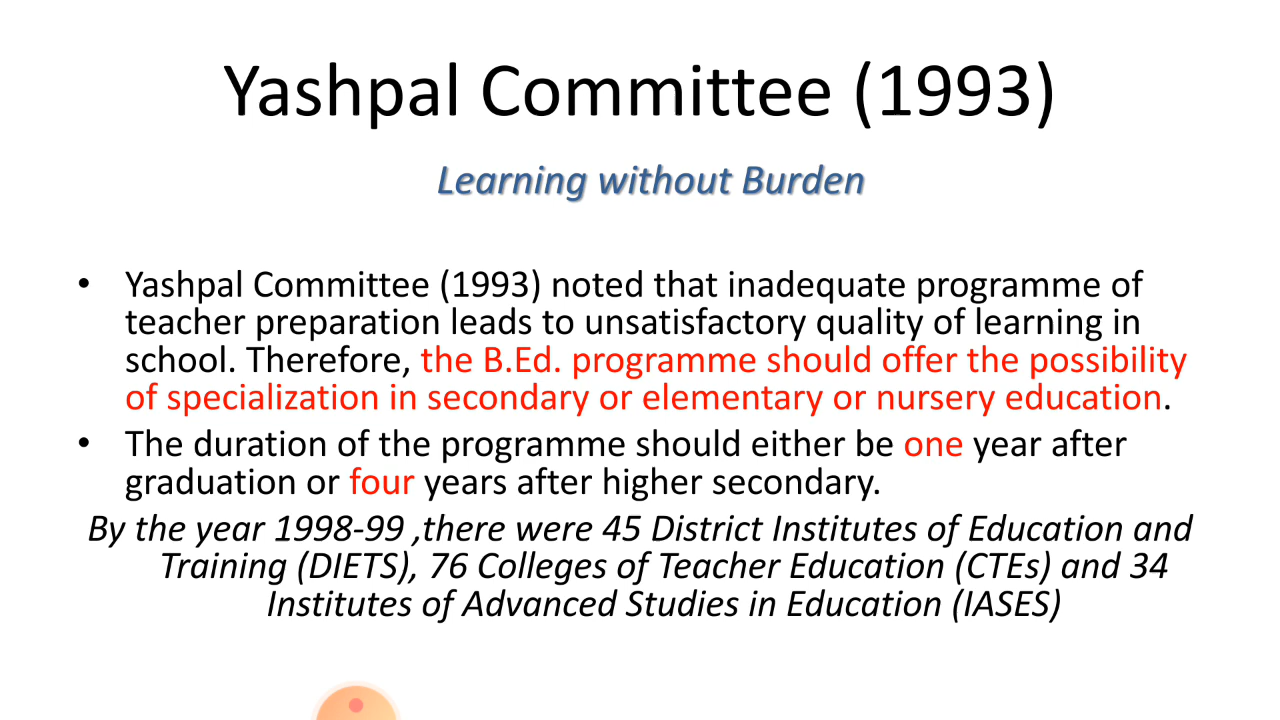 Yashpal Committee (1993)
Learning without Burden
• Yashpal Committee (1993) noted that inadequate programme of
teacher preparation leads to unsatisfactory quality of learning in
school. Therefore, the B.Ed. programme should offer the possibility
of specialization in secondary or elementary or nursery education.
• The duration of the programme should either be one year after
graduation or four years after higher secondary.
By the year 1998-99 ,there were 45 District Institutes of Education and
Training (DIETS), 76 Colleges of Teacher Education (CTEs) and 34
Institutes of Advanced Studies in Education (IASES)